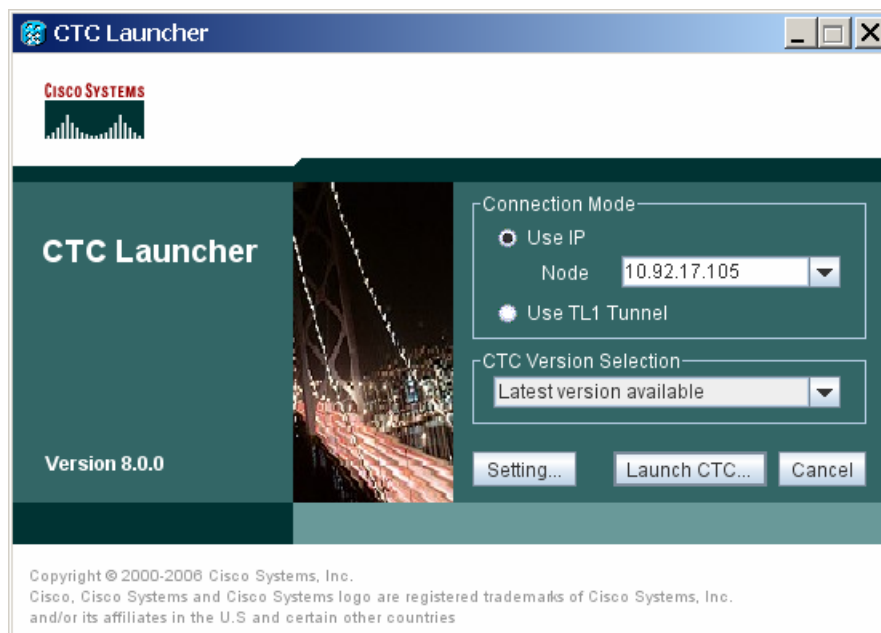 CTC Launcher
CISCO SYSTEMS
CTC Launcher
Version 8.0.0
Connection Mode
Use IP
Node 10.92.17.105
Use TL1 Tunnel
CTC Version Selection
Latest version available
Setting... Launch CTC... Cancel
Copyright © 2000-2006 Cisco Systems, Inc.
Cisco, Cisco Systems and Cisco Systems logo are registered trademarks of Cisco Systems, Inc.
and/or its affiliates in the U.S and certain other countries